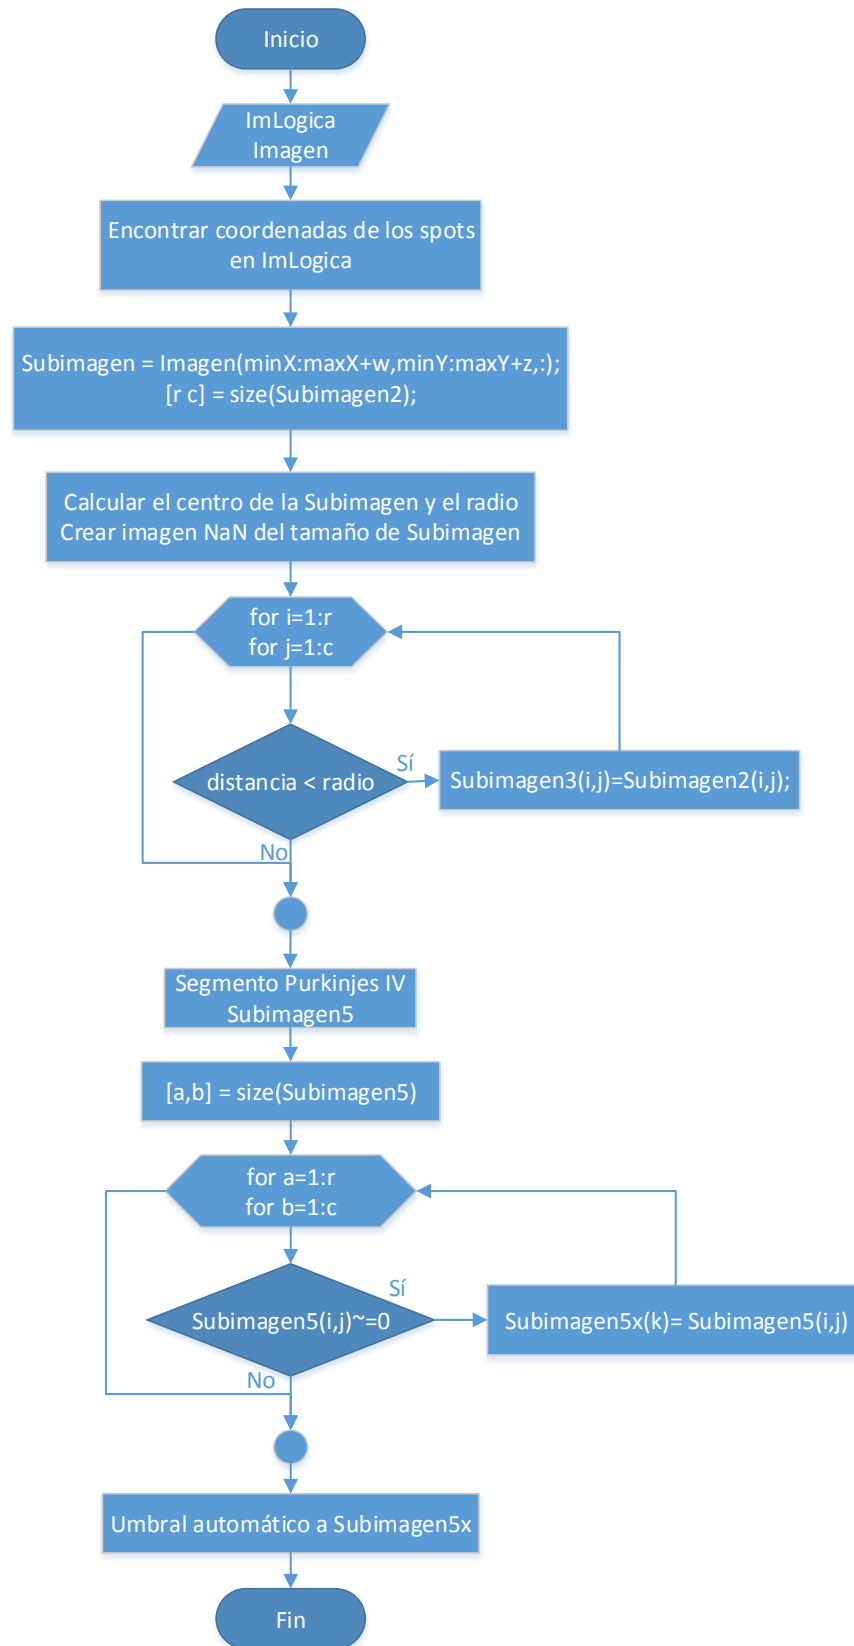 Inicio
ImLogica
Imagen
Encontrar coordenadas de los spots
en ImLogica
Subimagen = Imagen(minX:maxX+w,minY:maxY+z,:);
[r c] = size(Subimagen2);
Calcular el centro de la Subimagen y el radio
Crear imagen NaN del tamaño de Subimagen
for i=1:r
for j=1:c
distancia < radio
Sí
Subimagen3(i,j)=Subimagen2(i,j);
No
Segmento Purkinjes IV
Subimagen5
[a,b] = size(Subimagen5)
for a=1:r
for b=1:c
Subimagen5(i,j)~=0
Sí
Subimagen5x(k)= Subimagen5(i,j)
No
Umbral automático a Subimagen5x
Fin